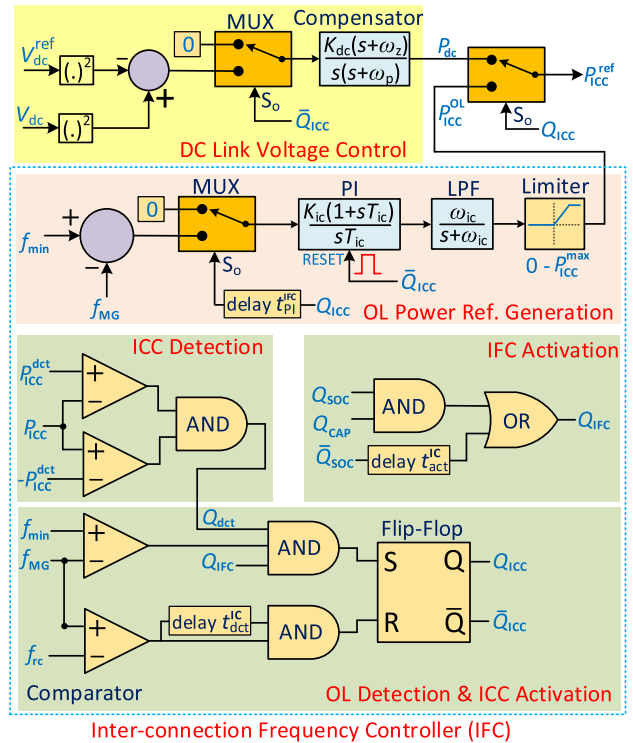 MUX Compensator
V_dc^ref (.)² − 0 K_dc(s+ω_z) / s(s+ω_p) P_dc P_ICC^ref
V_dc (.)² + S_o Q̄_ICC P_ICC^OL S_o Q_ICC
DC Link Voltage Control
MUX PI LPF Limiter
f_min + − 0 K_ic(1+sT_ic) / sT_ic ω_ic / s+ω_ic 0 - P_ICC^max
RESET
f_MG S_o delay t_PI^IFC Q_ICC Q̄_ICC
OL Power Ref. Generation
ICC Detection
P_ICC^dct + −
P_ICC AND
-P_ICC^dct + −
IFC Activation
Q_SOC AND
Q_CAP OR Q_IFC
Q̄_SOC delay t_act^IC
Q_dct Flip-Flop
f_min + AND S Q Q_ICC
f_MG − Q_IFC
+ delay t_dct^IC AND R Q̄ Q̄_ICC
f_rc −
Comparator OL Detection & ICC Activation
Inter-connection Frequency Controller (IFC)